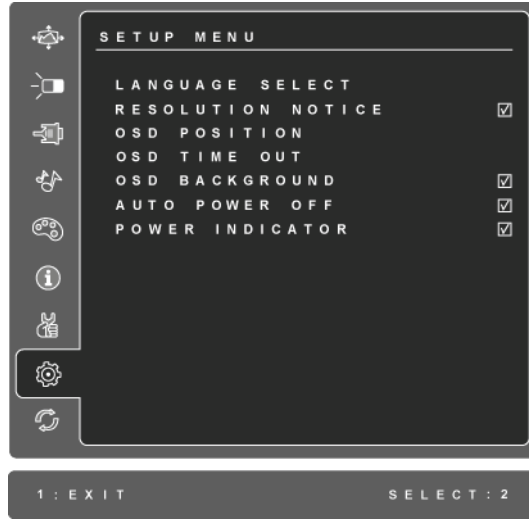 SETUP MENU
LANGUAGE SELECT
RESOLUTION NOTICE
OSD POSITION
OSD TIME OUT
OSD BACKGROUND
AUTO POWER OFF
POWER INDICATOR
1:EXIT SELECT:2